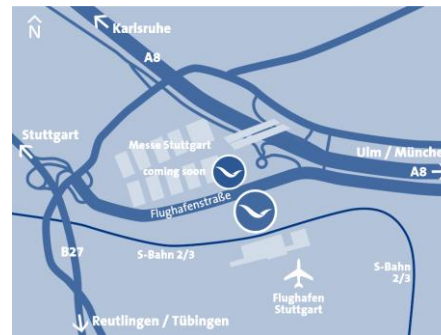 N
Karlsruhe
A8
Stuttgart
Messe Stuttgart
coming soon
Ulm / Münche
A8
Flughafenstraße
B27
S-Bahn 2/3
S-Bahn
2/3
Flughafen
Stuttgart
Reutlingen / Tübingen